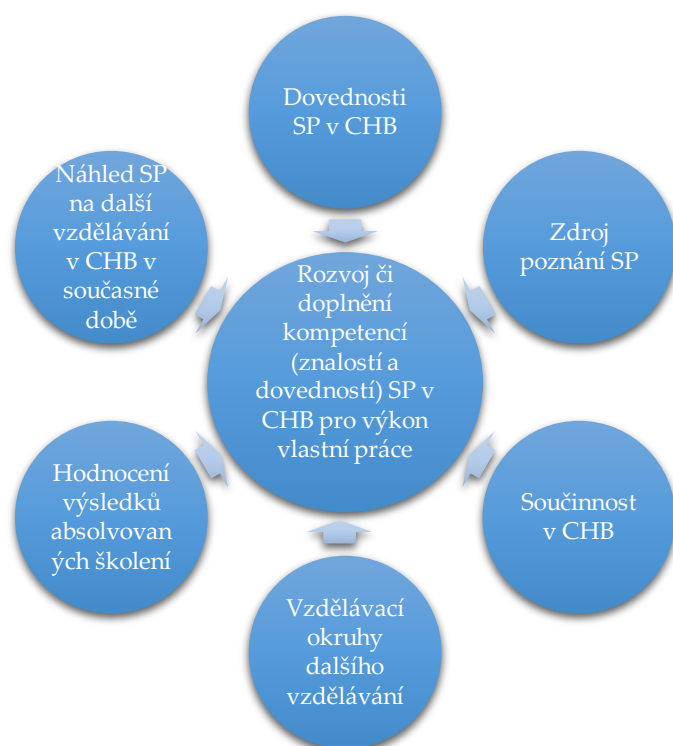 Dovednosti
SP v CHB
Náhled SP
na další
vzdělávání
v CHB v
současné
době
Zdroj
poznání SP
Rozvoj či
doplnění
kompetencí
(znalostí a
dovedností) SP v
CHB pro výkon
vlastní práce
Hodnocení
výsledků
absolvovan
ých školení
Součinnost
v CHB
Vzdělávací
okruhy
dalšího
vzdělávání